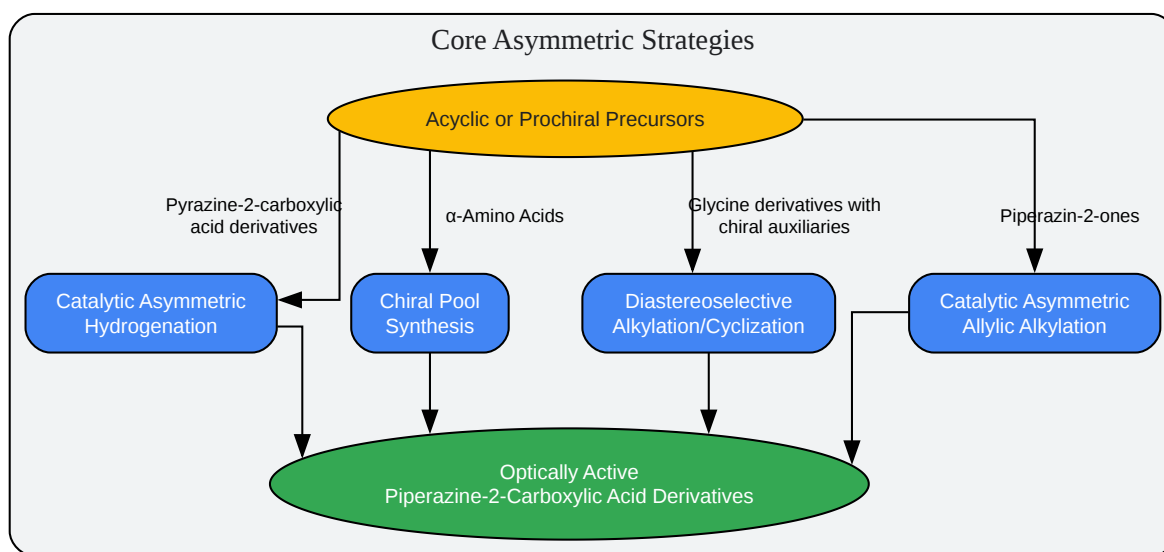 Core Asymmetric Strategies
Acyclic or Prochiral Precursors
Pyrazine-2-carboxylic
acid derivatives
α-Amino Acids
Glycine derivatives with
chiral auxiliaries
Piperazin-2-ones
Catalytic Asymmetric
Hydrogenation
Chiral Pool
Synthesis
Diastereoselective
Alkylation/Cyclization
Catalytic Asymmetric
Allylic Alkylation
Optically Active
Piperazine-2-Carboxylic Acid Derivatives